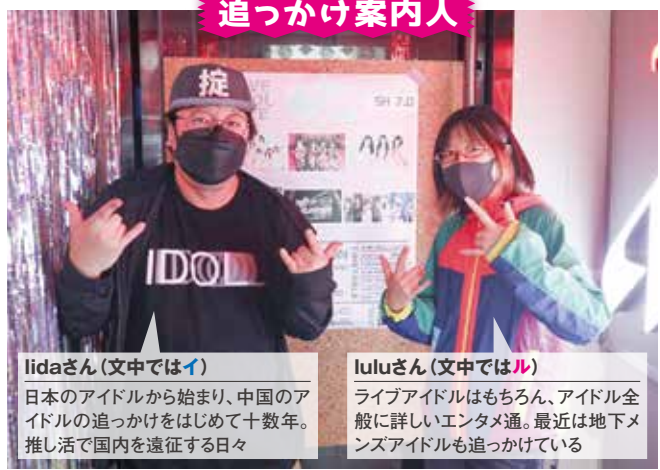 追っかけ案内人
掟
IDOL
SH 7.0
Iidaさん（文中ではイ）
日本のアイドルから始まり、中国のア
イドルの追っかけをはじめて十数年。
推し活で国内を遠征する日々
luluさん（文中ではル）
ライブアイドルはもちろん、アイドル全
般に詳しいエンタメ通。最近は地下メ
ンズアイドルも追っかけている